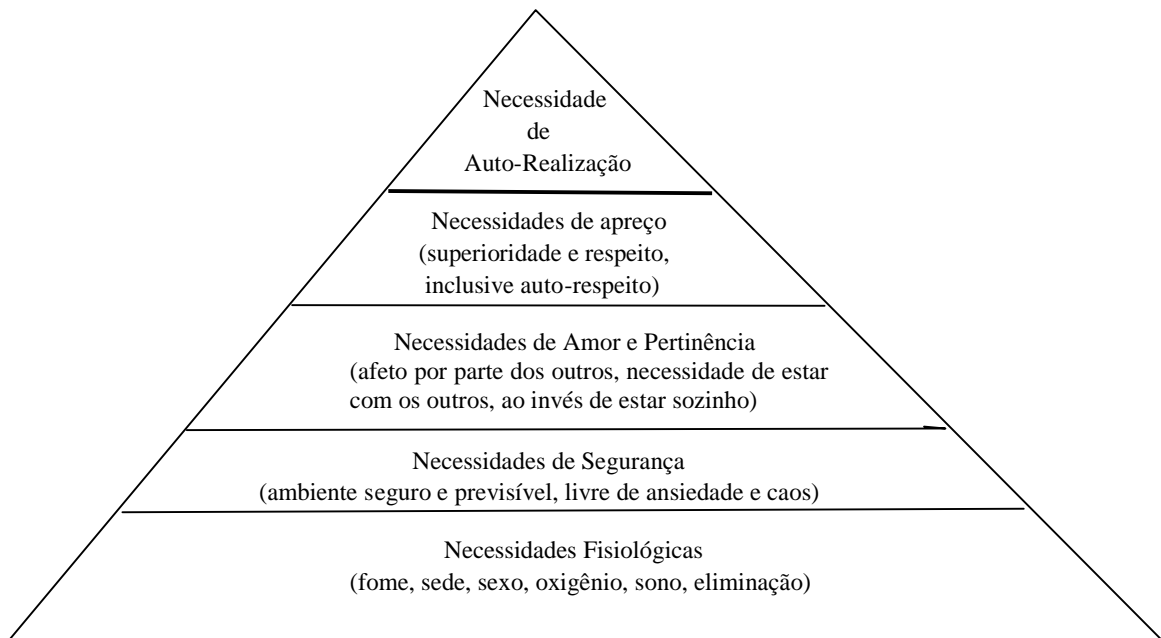 Necessidade
de
Auto-Realização
Necessidades de apreço
(superioridade e respeito,
inclusive auto-respeito)
Necessidades de Amor e Pertinência
(afeto por parte dos outros, necessidade de estar
com os outros, ao invés de estar sozinho)
Necessidades de Segurança
(ambiente seguro e previsível, livre de ansiedade e caos)
Necessidades Fisiológicas
(fome, sede, sexo, oxigênio, sono, eliminação)